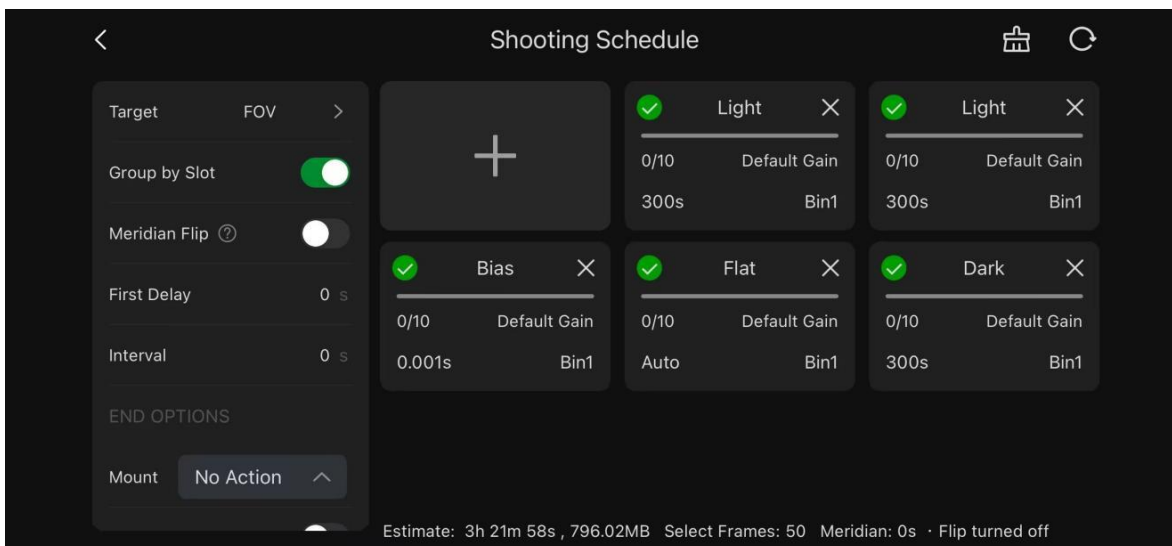 Shooting Schedule
Target FOV
Group by Slot
Meridian Flip ?
First Delay 0 s
Interval 0 s
END OPTIONS
Mount No Action
Light
0/10 Default Gain
300s Bin1
Light
0/10 Default Gain
300s Bin1
Bias
0/10 Default Gain
0.001s Bin1
Flat
0/10 Default Gain
Auto Bin1
Dark
0/10 Default Gain
300s Bin1
Estimate: 3h 21m 58s , 796.02MB Select Frames: 50 Meridian: 0s · Flip turned off